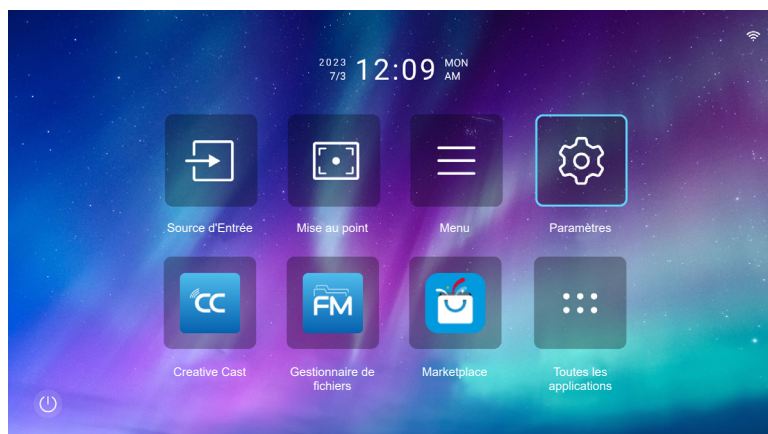 2023
7/3
12:09
MON
AM
Source d'Entrée
Mise au point
Menu
Paramètres
CC
FM
Creative Cast
Gestionnaire de
fichiers
Marketplace
Toutes les
applications